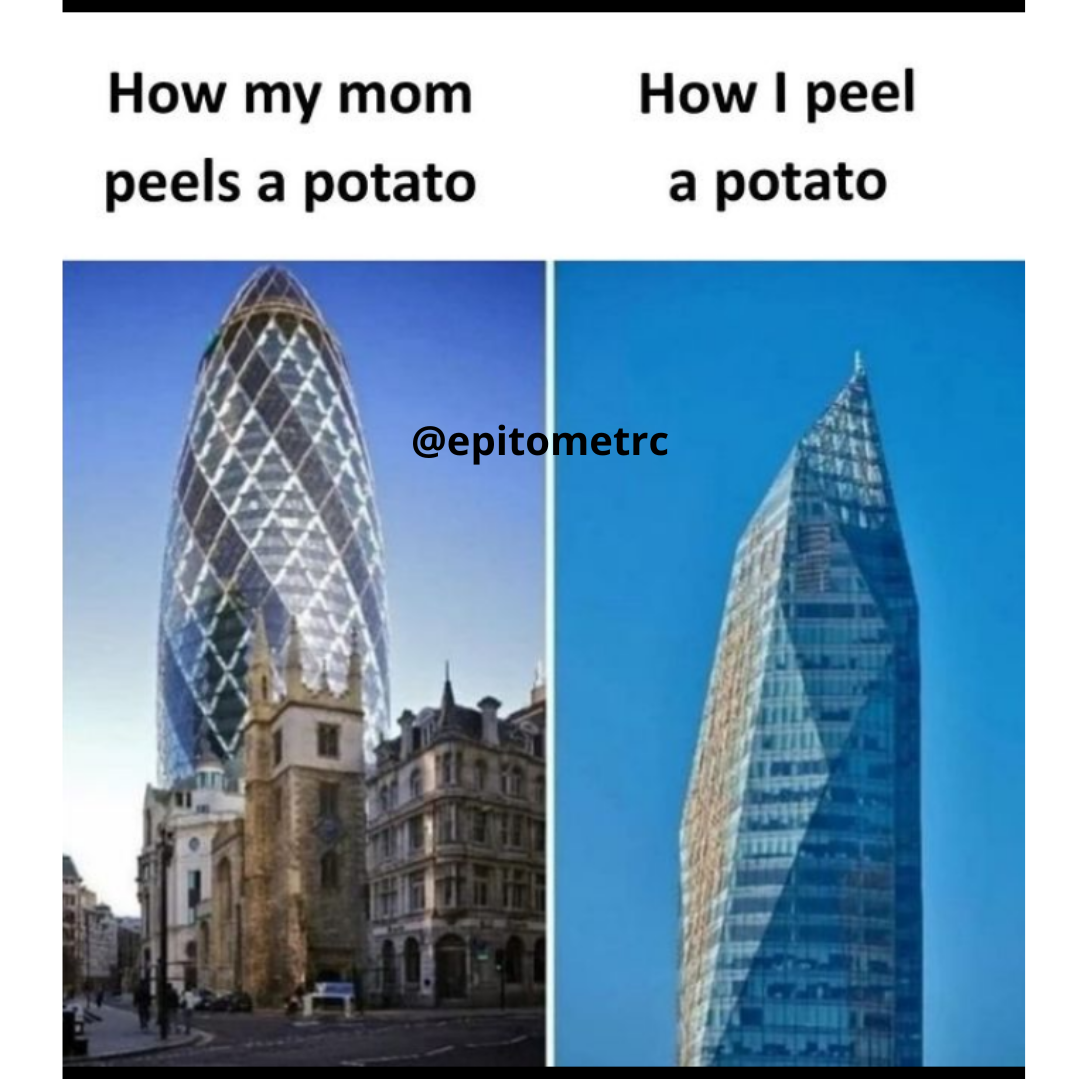 How my mom
peels a potato
How I peel
a potato
@epitometrc